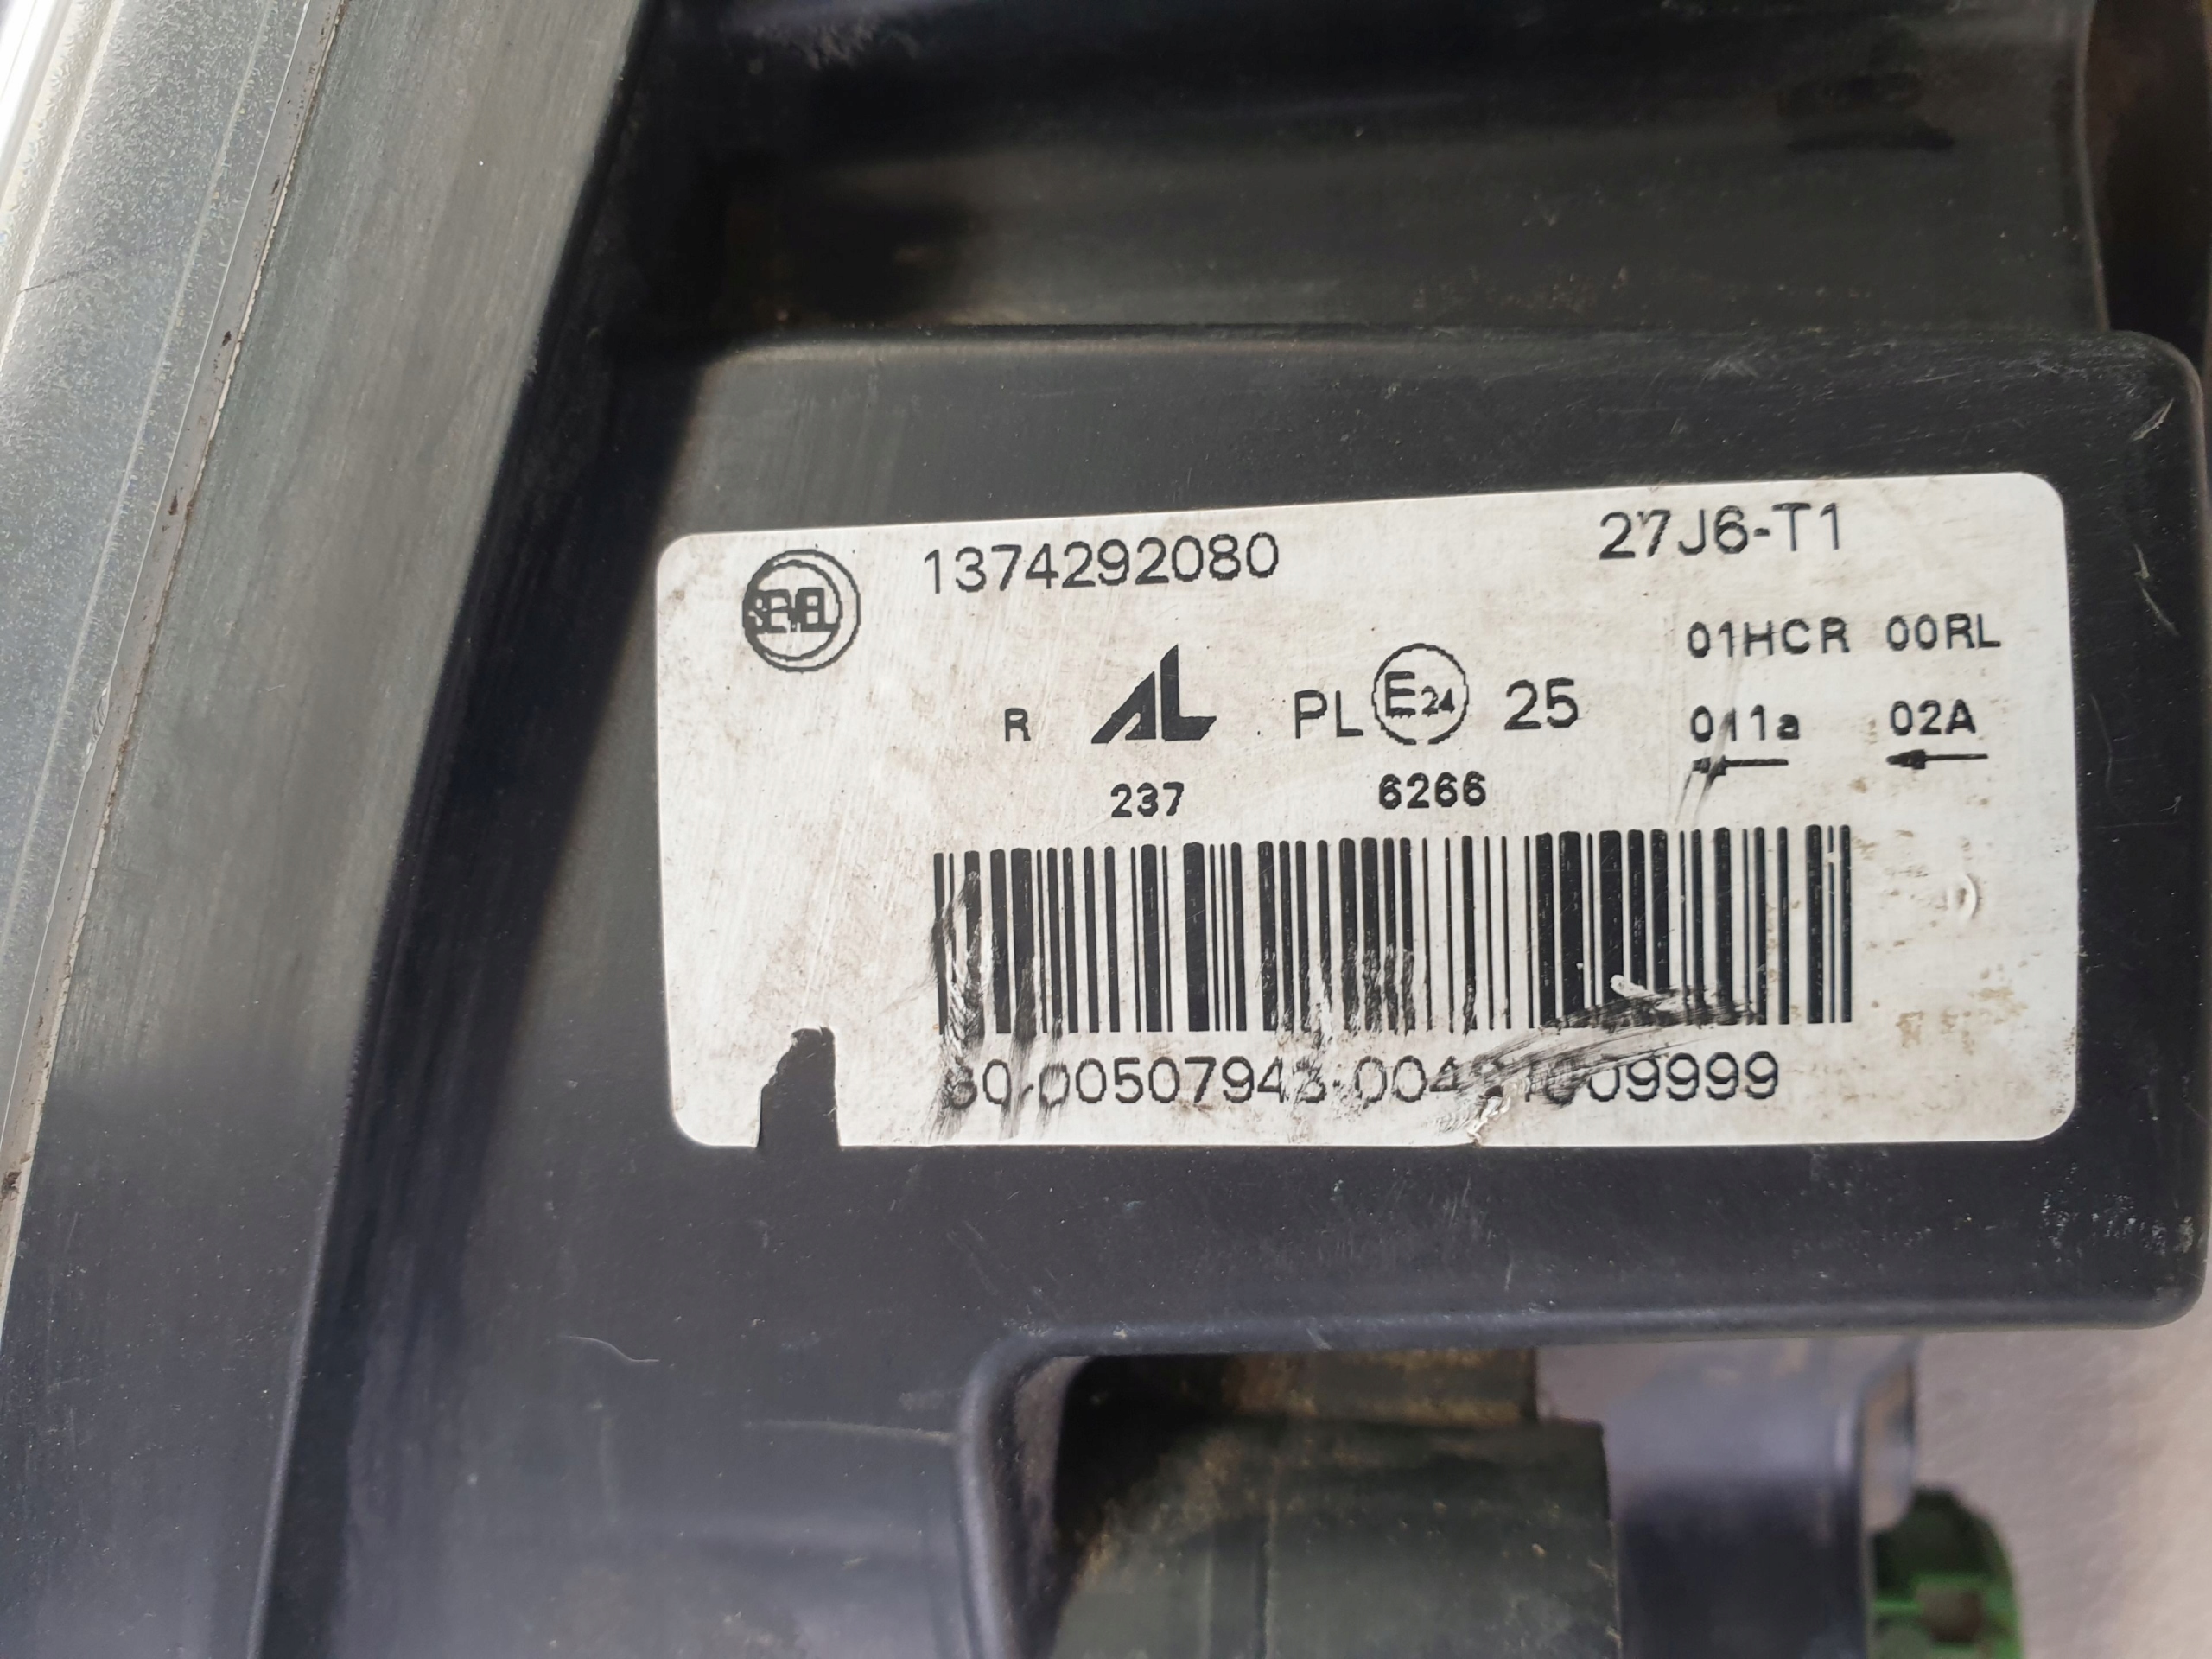 SEVEL 1374292080 27J6-T1
01HCR 00RL
R AL PL E24 25 011a 02A
237 6266